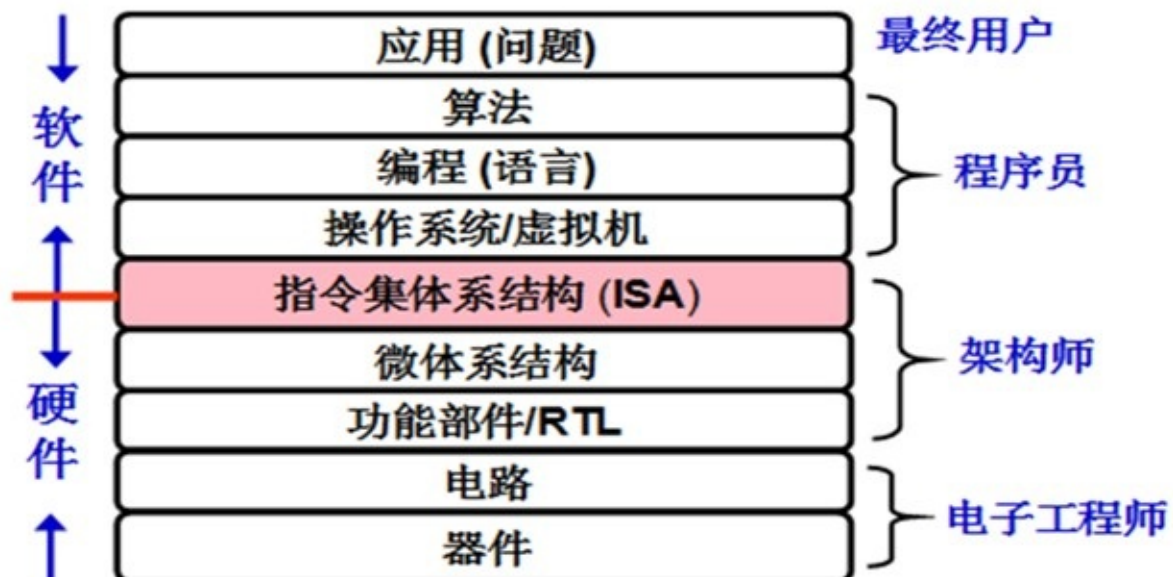 应用 (问题)
最终用户
算法
编程 (语言)
操作系统/虚拟机
程序员
软件
指令集体系结构 (ISA)
微体系结构
功能部件/RTL
架构师
硬件
电路
器件
电子工程师